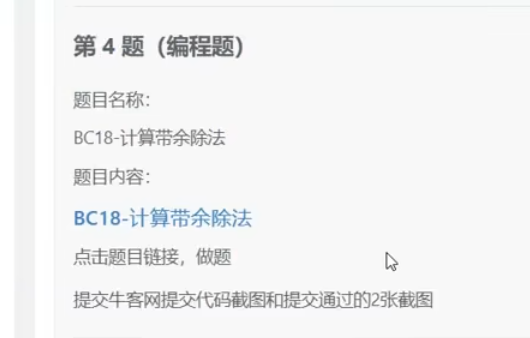 第 4 题（编程题）
题目名称：
BC18-计算带余除法
题目内容：
BC18-计算带余除法
点击题目链接，做题
提交牛客网提交代码截图和提交通过的2张截图